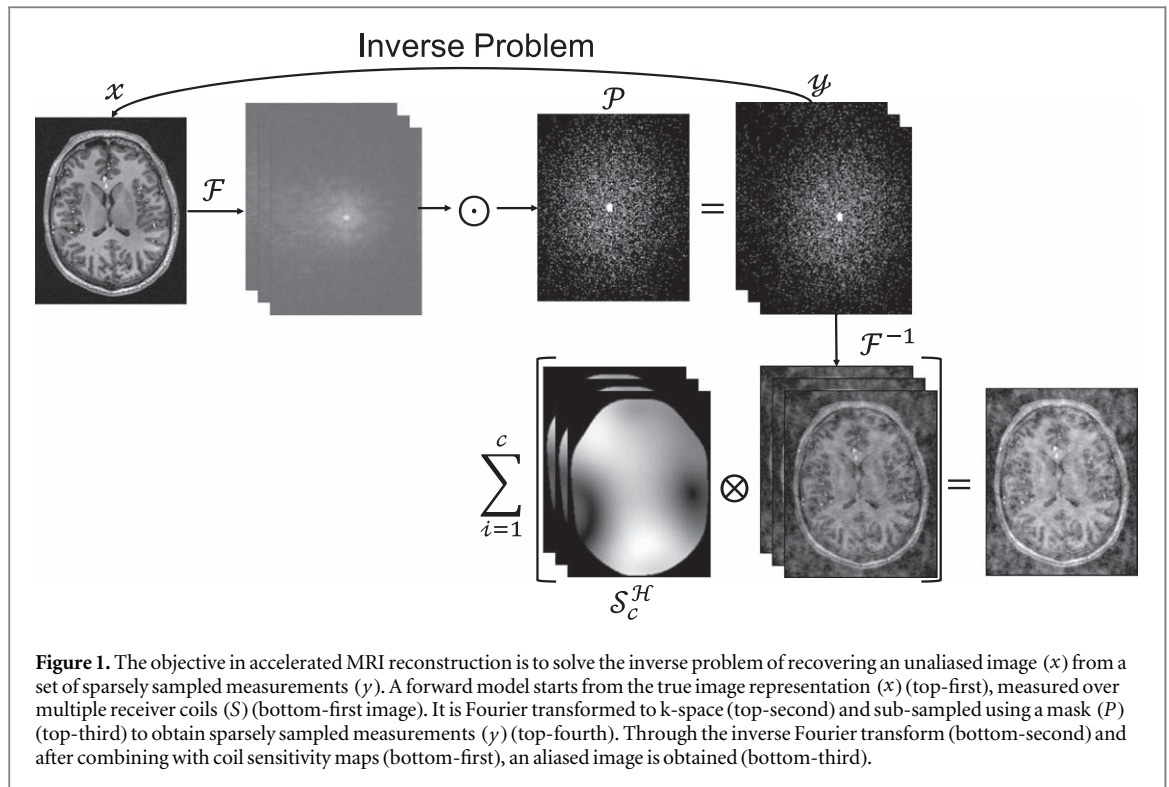 Inverse Problem
x
𝓎
𝒫
ℱ
⊙
=
ℱ⁻¹
c
∑
i=1
⊗
=
𝒮_c^ℋ
Figure 1. The objective in accelerated MRI reconstruction is to solve the inverse problem of recovering an unaliased image (x) from a
set of sparsely sampled measurements (y). A forward model starts from the true image representation (x) (top-first), measured over
multiple receiver coils (S) (bottom-first image). It is Fourier transformed to k-space (top-second) and sub-sampled using a mask (P)
(top-third) to obtain sparsely sampled measurements (y) (top-fourth). Through the inverse Fourier transform (bottom-second) and
after combining with coil sensitivity maps (bottom-first), an aliased image is obtained (bottom-third).